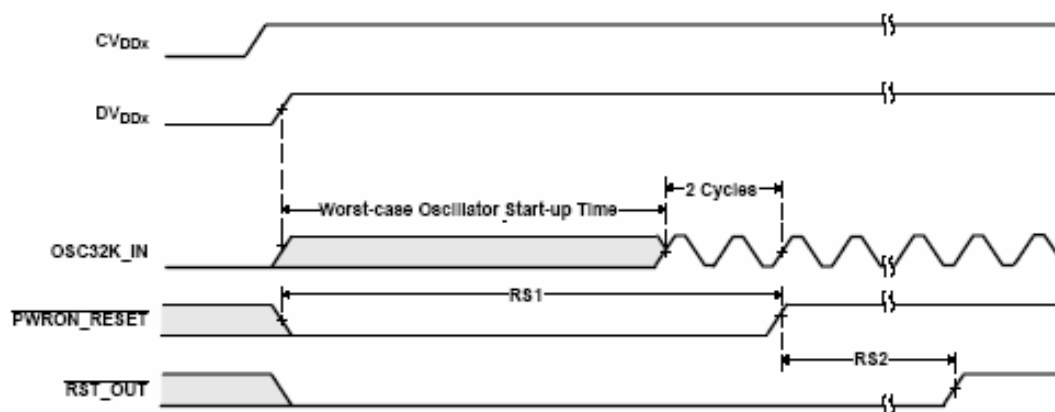 CVDDx
DVDDx
2 Cycles
Worst-case Oscillator Start-up Time
OSC32K_IN
RS1
PWRON_RESET
RS2
RST_OUT